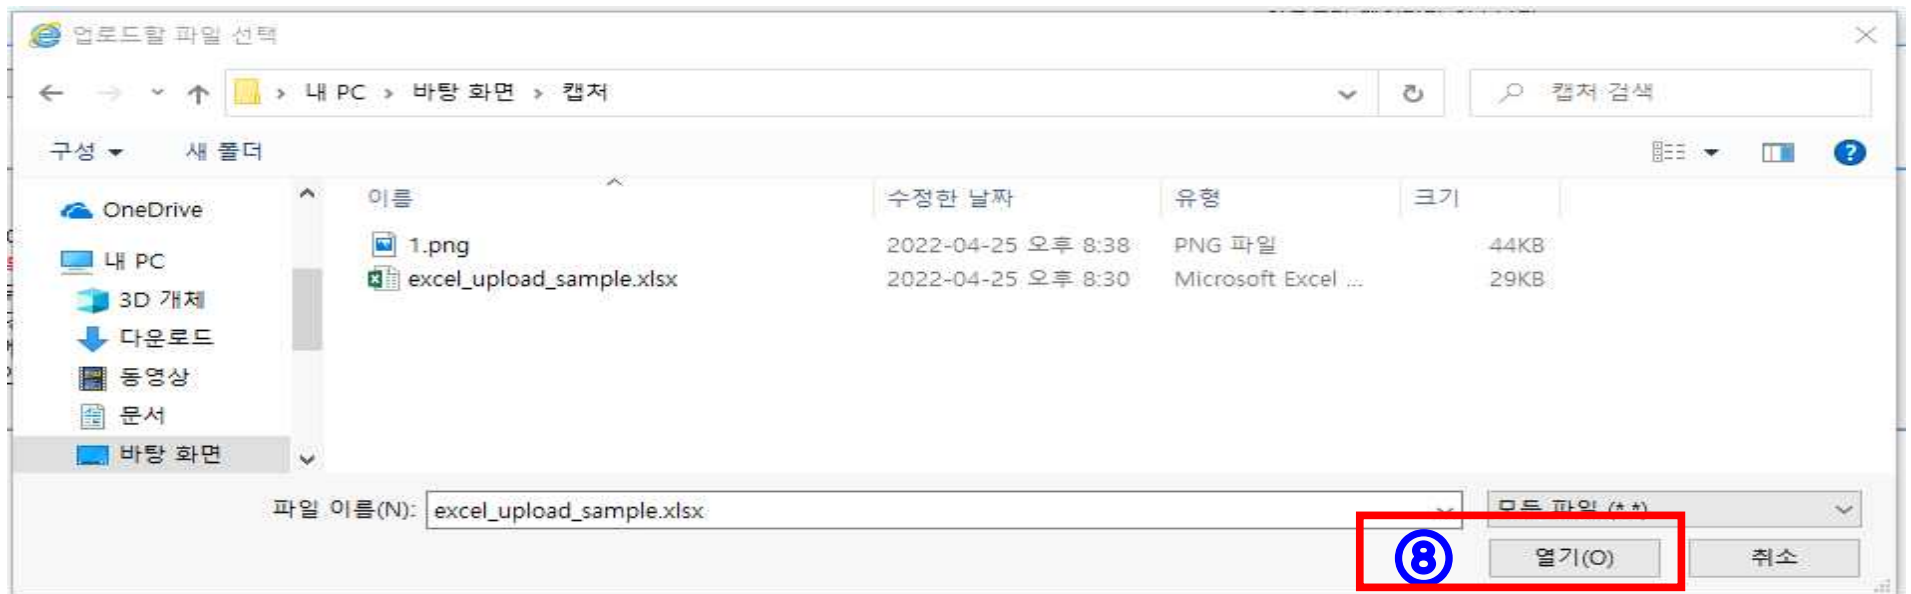 업로드할 파일 선택
내 PC > 바탕 화면 > 캡처
캡처 검색
구성
새 폴더
이름 수정한 날짜 유형 크기
OneDrive
내 PC
3D 개체
다운로드
동영상
문서
바탕 화면
1.png 2022-04-25 오후 8:38 PNG 파일 44KB
excel_upload_sample.xlsx 2022-04-25 오후 8:30 Microsoft Excel ... 29KB
파일 이름(N): excel_upload_sample.xlsx
모든 파일 (*.*)
⑧ 열기(O) 취소